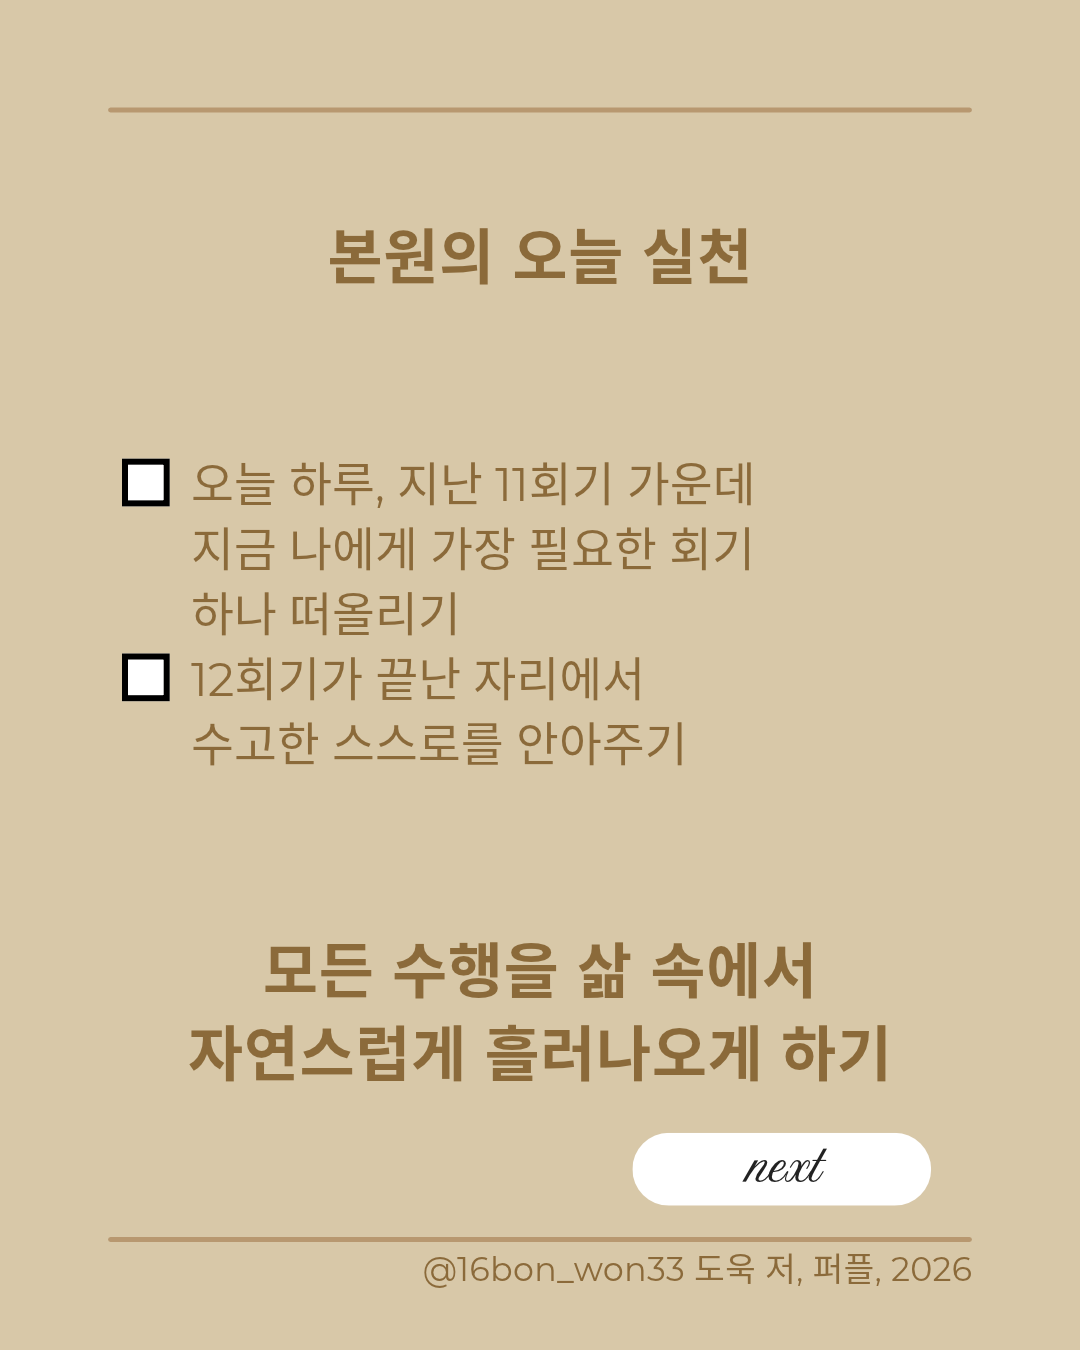 본원의 오늘 실천
오늘 하루, 지난 11회기 가운데
지금 나에게 가장 필요한 회기
하나 떠올리기
12회기가 끝난 자리에서
수고한 스스로를 안아주기
모든 수행을 삶 속에서
자연스럽게 흘러나오게 하기
next
@16bon_won33 도욱 저, 퍼플, 2026